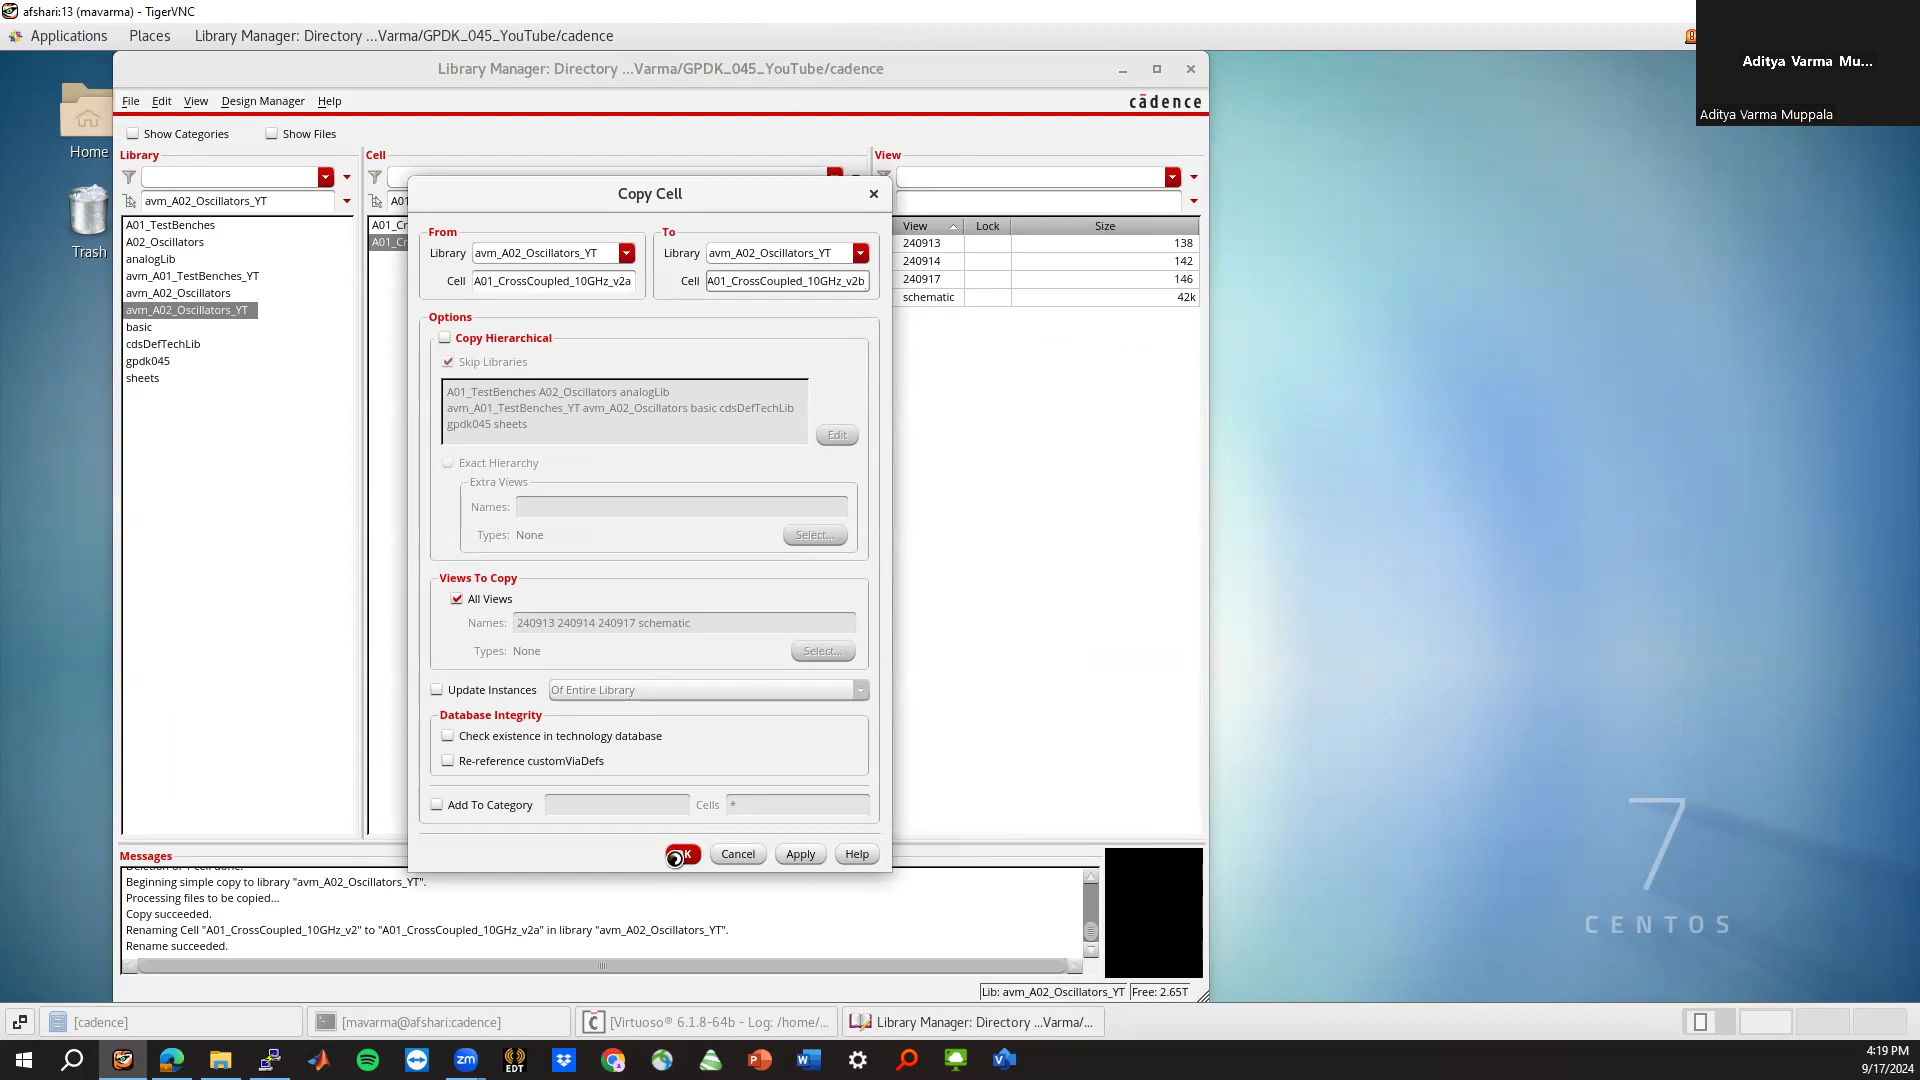 afshari:13 (mavarma) - TigerVNC
Applications Places Library Manager: Directory ...Varma/GPDK_045_YouTube/cadence
Aditya Varma Mu...
Aditya Varma Muppala
Home
Trash
Library Manager: Directory ...Varma/GPDK_045_YouTube/cadence
File Edit View Design Manager Help
cādence
Show Categories Show Files
Library
Cell
View
avm_A02_Oscillators_YT
A01_TestBenches
A02_Oscillators
analogLib
avm_A01_TestBenches_YT
avm_A02_Oscillators
avm_A02_Oscillators_YT
basic
cdsDefTechLib
gpdk045
sheets
A01
A01_Cr
A01_Cr
View Lock Size
240913 138
240914 142
240917 146
schematic 42k
Copy Cell
From
Library avm_A02_Oscillators_YT
Cell A01_CrossCoupled_10GHz_v2a
To
Library avm_A02_Oscillators_YT
Cell A01_CrossCoupled_10GHz_v2b
Options
Copy Hierarchical
Skip Libraries
A01_TestBenches A02_Oscillators analogLib
avm_A01_TestBenches_YT avm_A02_Oscillators basic cdsDefTechLib
gpdk045 sheets
Edit
Exact Hierarchy
Extra Views
Names:
Types: None
Select...
Views To Copy
All Views
Names: 240913 240914 240917 schematic
Types: None
Select...
Update Instances Of Entire Library
Database Integrity
Check existence in technology database
Re-reference customViaDefs
Add To Category Cells *
Cancel Apply Help
Messages
Beginning simple copy to library "avm_A02_Oscillators_YT".
Processing files to be copied...
Copy succeeded.
Renaming Cell "A01_CrossCoupled_10GHz_v2" to "A01_CrossCoupled_10GHz_v2a" in library "avm_A02_Oscillators_YT".
Rename succeeded.
Lib: avm_A02_Oscillators_YT Free: 2.65T
7
CENTOS
[cadence]
[mavarma@afshari:cadence]
[Virtuoso® 6.1.8-64b - Log: /home/...
Library Manager: Directory ...Varma/...
EDT
zm
4:19 PM
9/17/2024